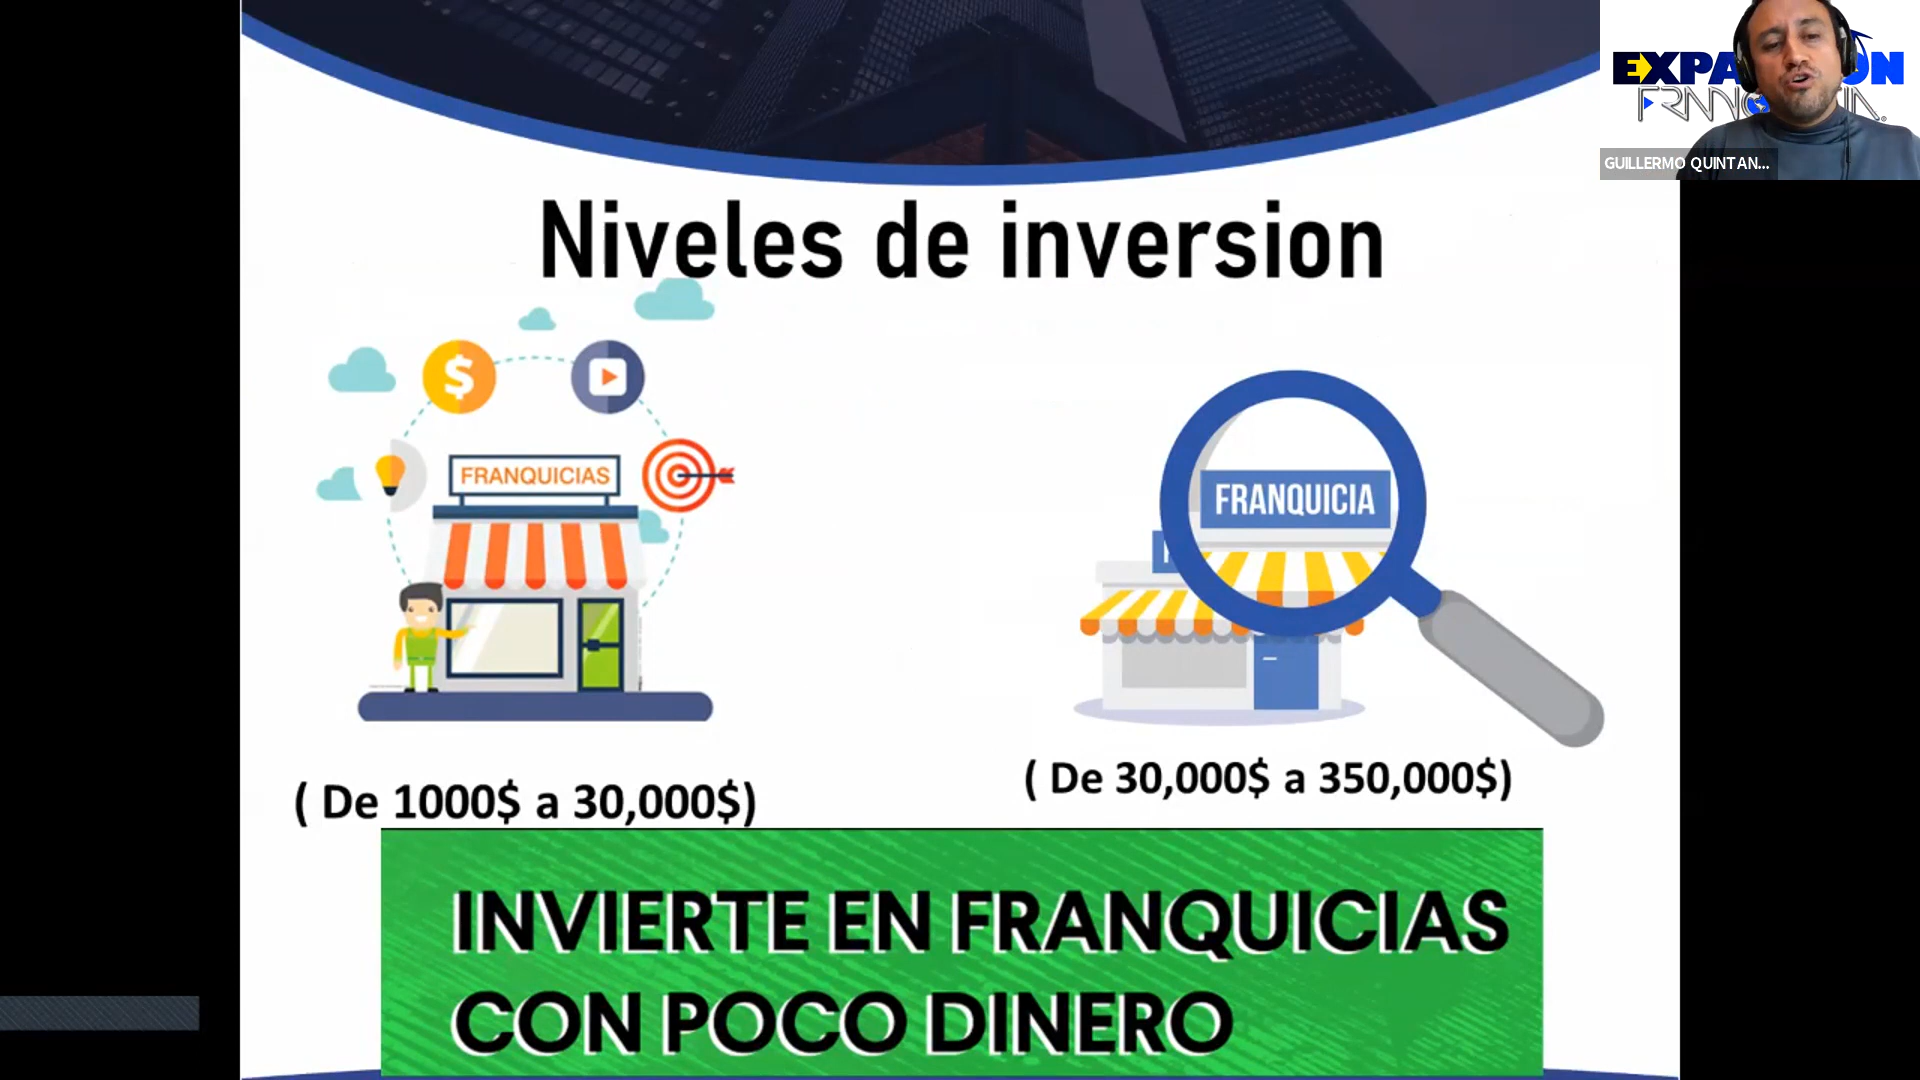 GUILLERMO QUINTAN...
Niveles de inversion
FRANQUICIAS
FRANQUICIA
( De 1000$ a 30,000$)
( De 30,000$ a 350,000$)
INVIERTE EN FRANQUICIAS
CON POCO DINERO